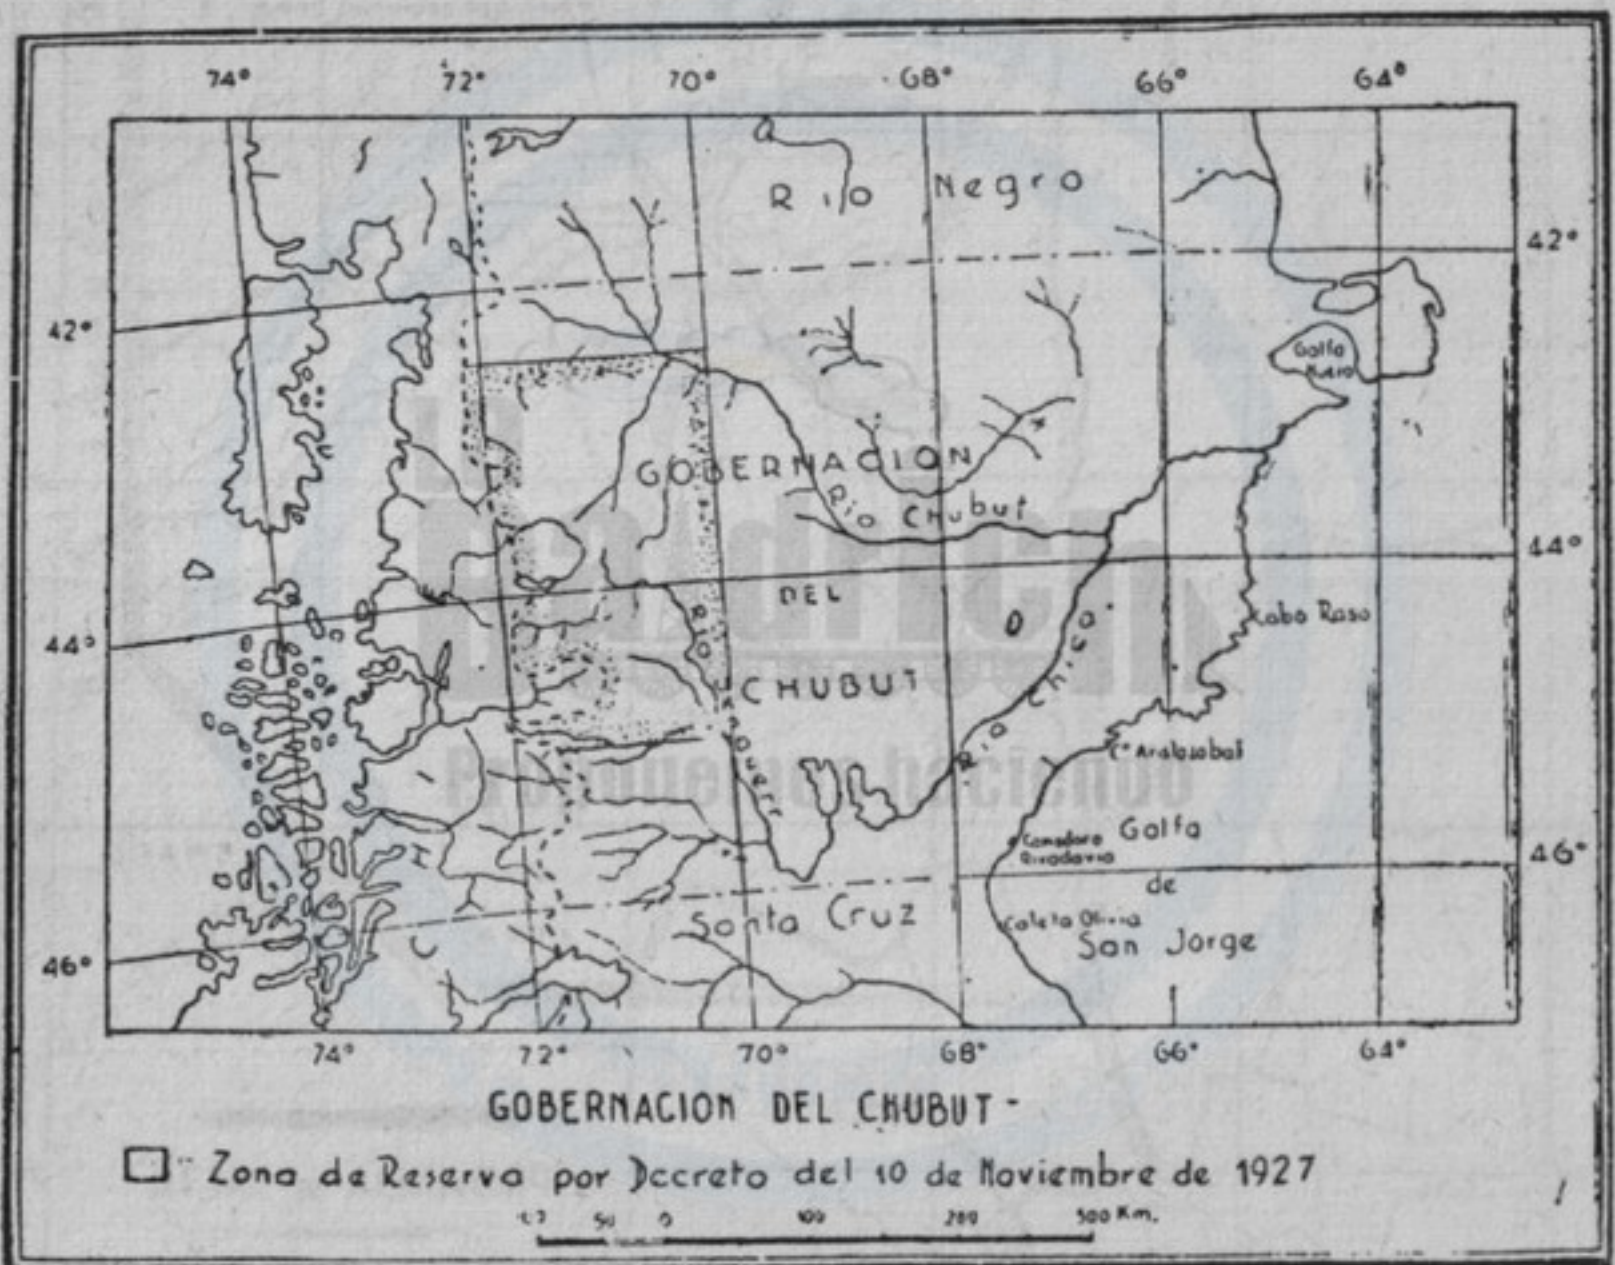 74° 72° 70° 68° 66° 64°
Rio Negro
42°
42°
Golfo
GOBERNACION
Rio Chubut
44°
DEL
Cabo Raso
44°
RIO
CHUBUT
Rio Chico
Golfo
Comodoro
Rivadavia
46°
de
Santa Cruz
Caleta Olivia
San Jorge
46°
74° 72° 70° 68° 66° 64°
GOBERNACION DEL CHUBUT -
Zona de Reserva por Decreto del 10 de Noviembre de 1927
50 0 100 200 300 Km.